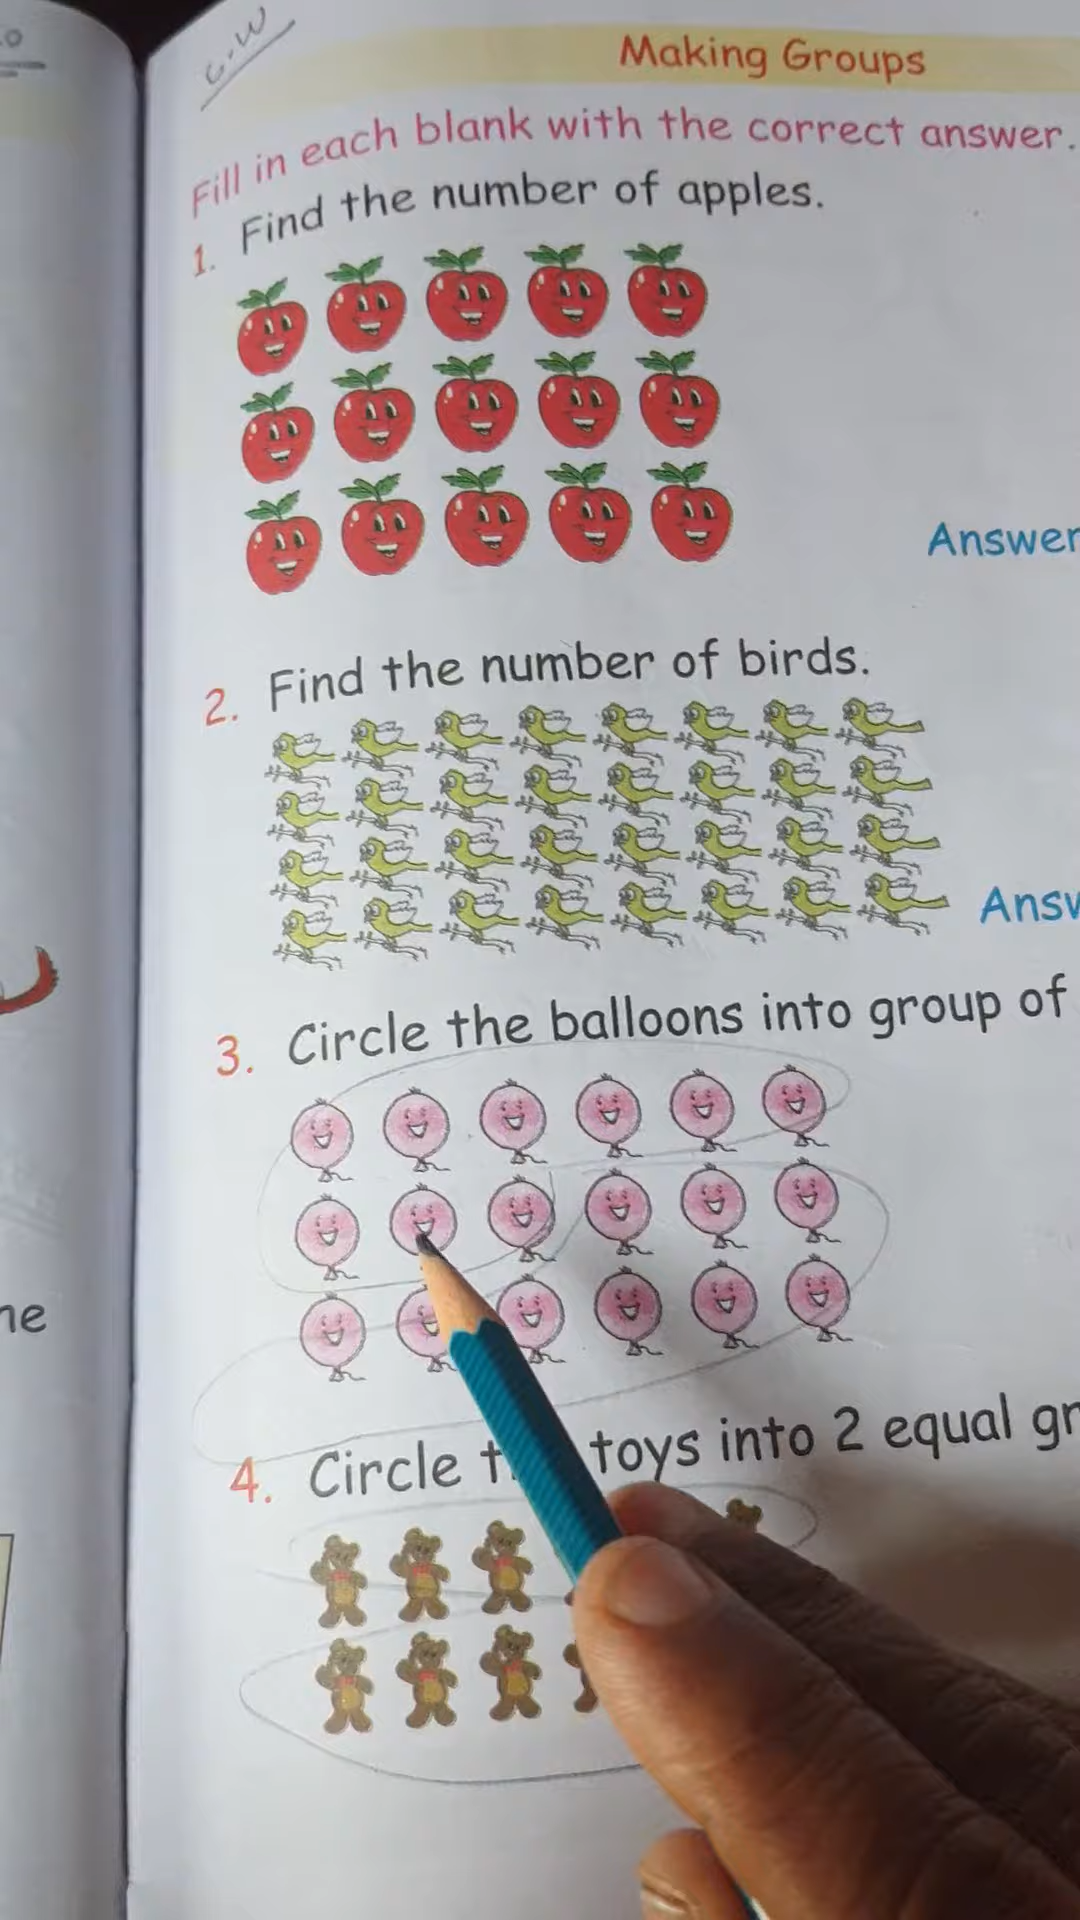 C.W
Making Groups
Fill in each blank with the correct answer.
1. Find the number of apples.
Answer
2. Find the number of birds.
Answ
3. Circle the balloons into group of
4. Circle t toys into 2 equal gr
ne